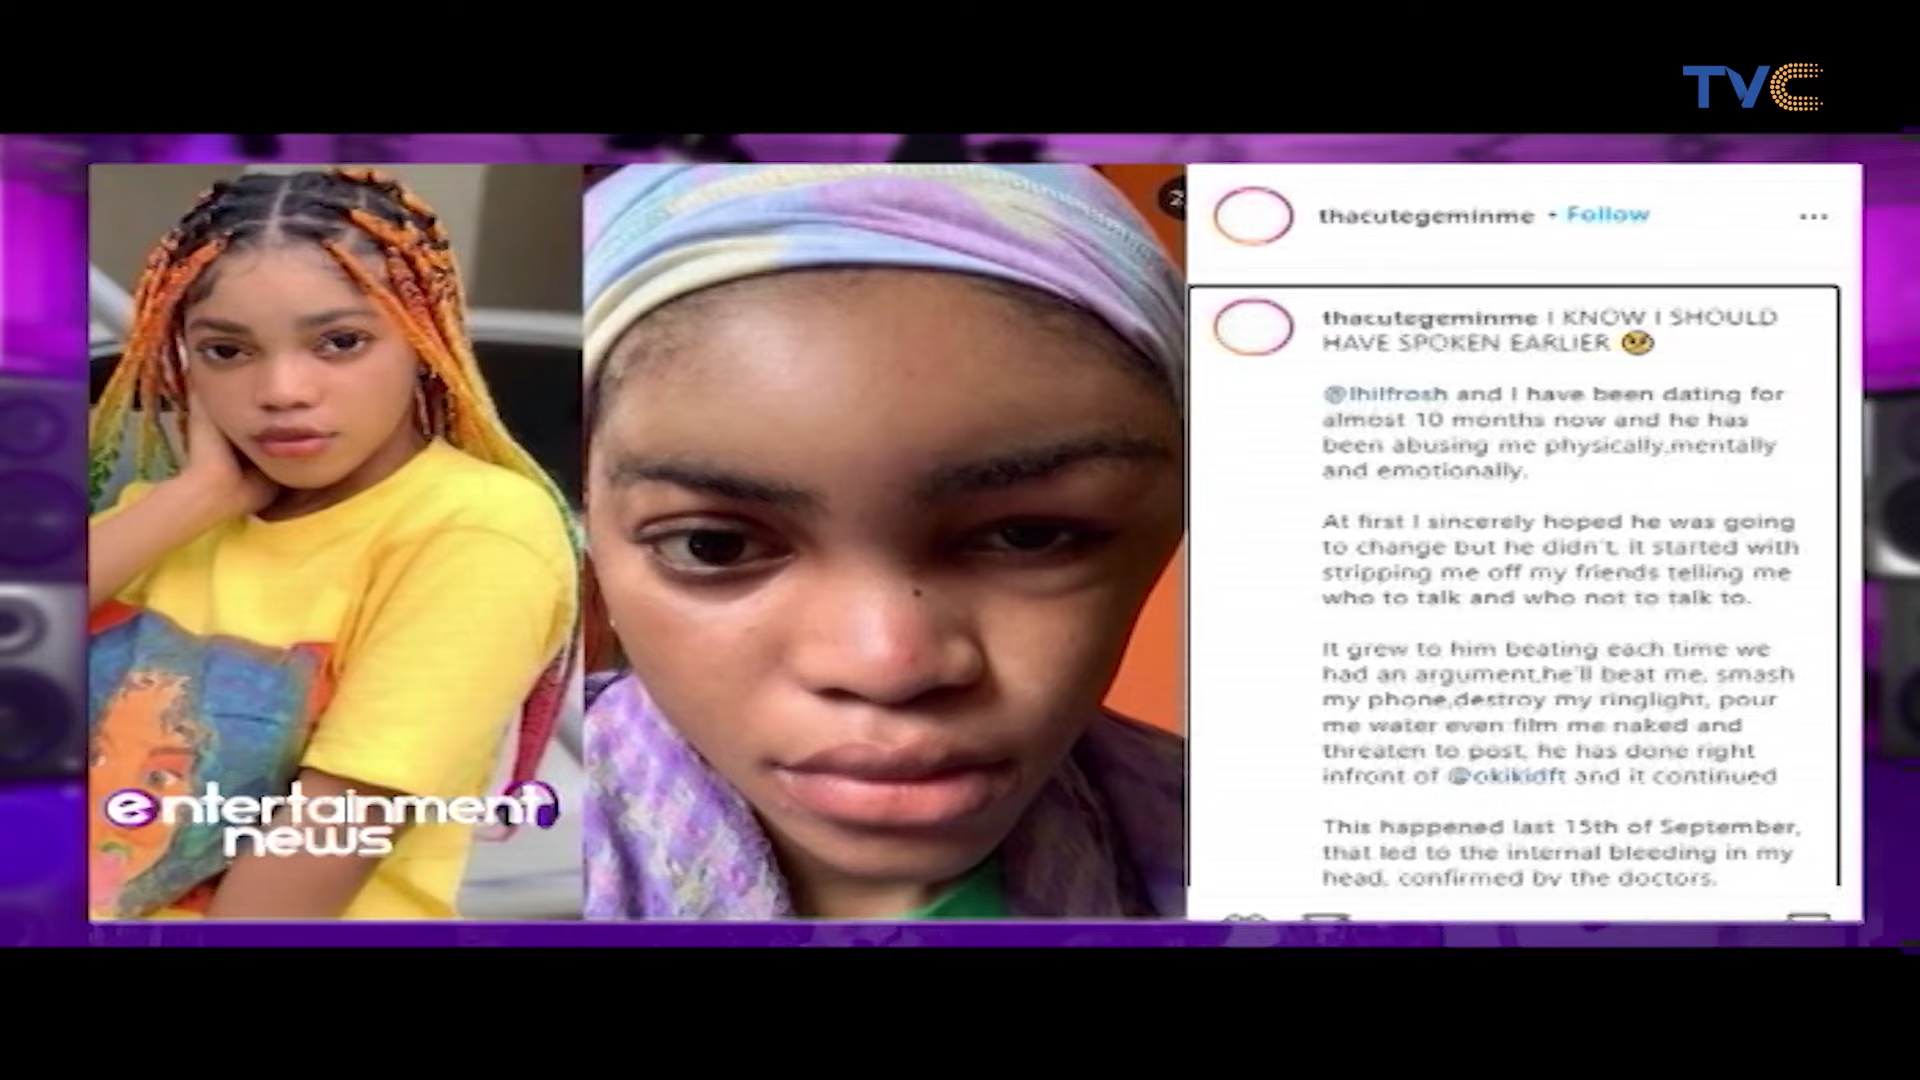 TVC
thacutegeminme • Follow
thacutegeminme I KNOW I SHOULD
HAVE SPOKEN EARLIER
@lhilfrosh and I have been dating for
almost 10 months now and he has
been abusing me physically,mentally
and emotionally.
At first I sincerely hoped he was going
to change but he didn't, it started with
stripping me off my friends telling me
who to talk and who not to talk to.
It grew to him beating each time we
had an argument,he'll beat me, smash
my phone,destroy my ringlight, pour
me water even film me naked and
threaten to post, he has done right
infront of @okikidft and it continued
This happened last 15th of September,
that led to the internal bleeding in my
head, confirmed by the doctors.
entertainment
news